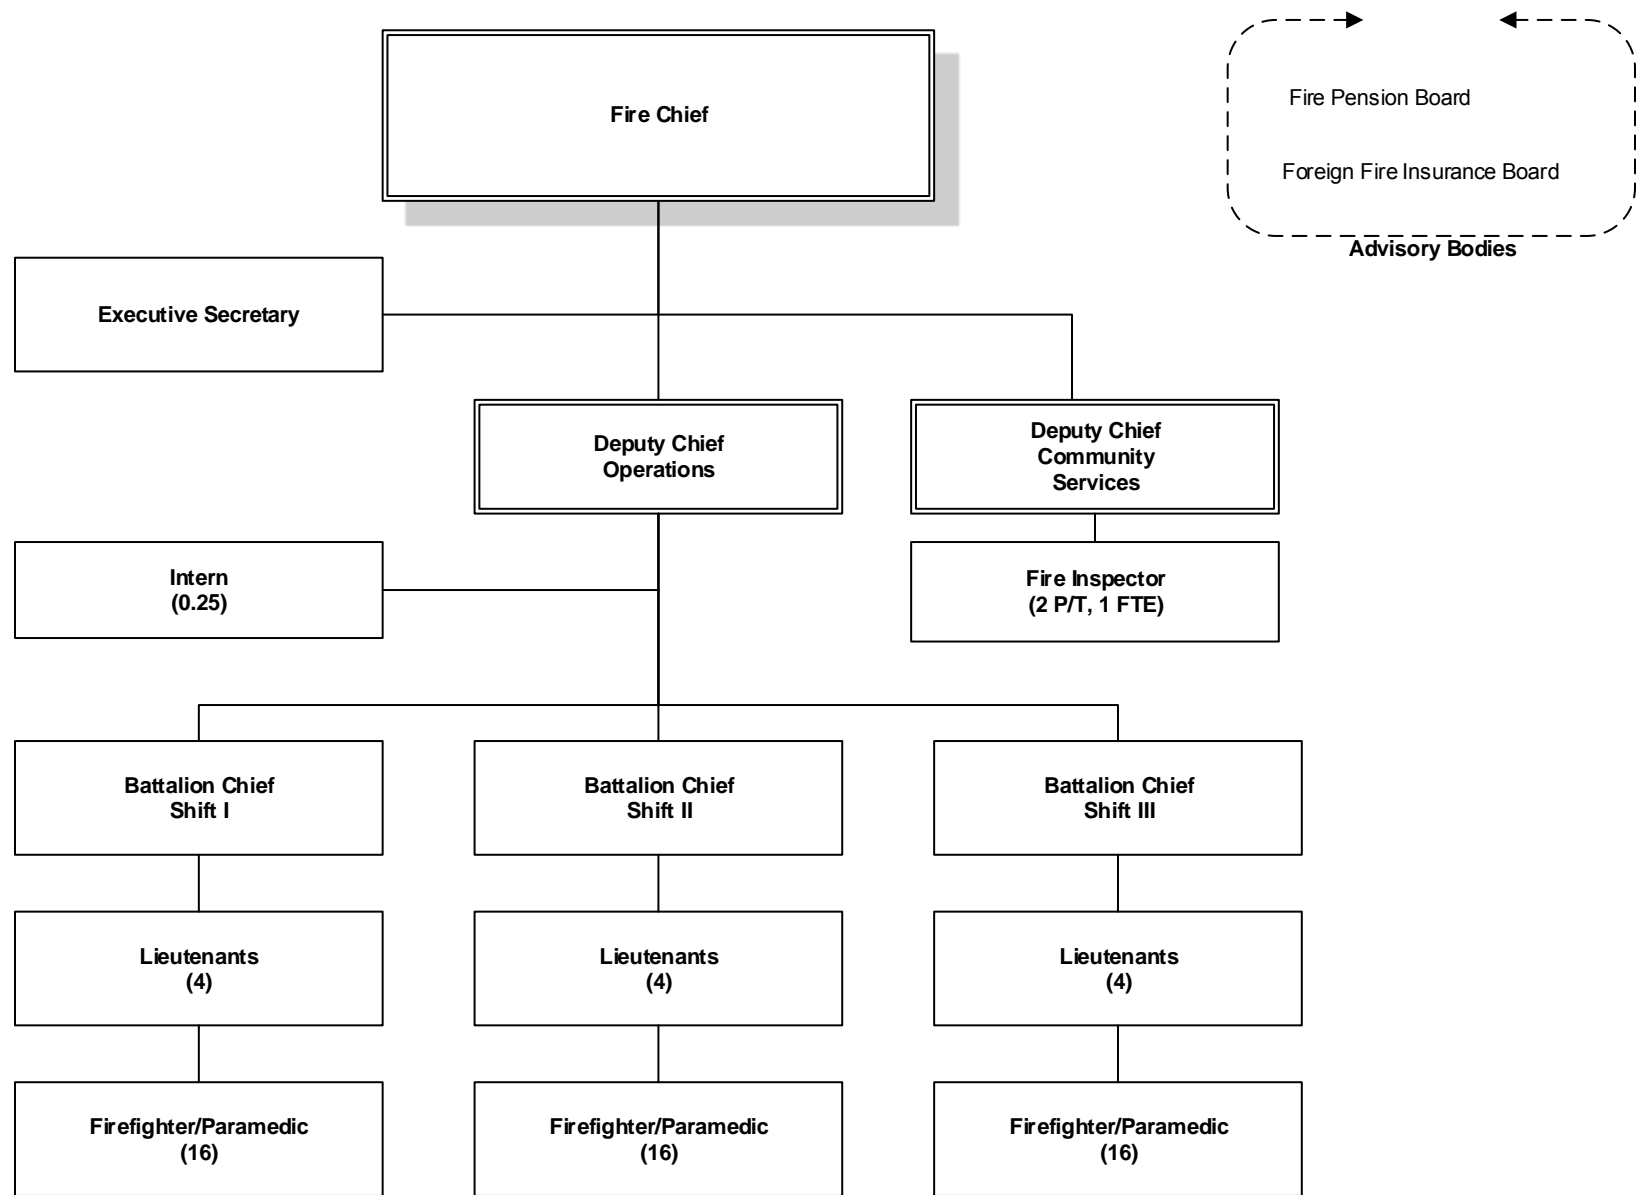 Fire Chief
Fire Pension Board
Foreign Fire Insurance Board
Advisory Bodies
Executive Secretary
Deputy Chief
Operations
Deputy Chief
Community
Services
Intern
(0.25)
Fire Inspector
(2 P/T, 1 FTE)
Battalion Chief
Shift I
Battalion Chief
Shift II
Battalion Chief
Shift III
Lieutenants
(4)
Lieutenants
(4)
Lieutenants
(4)
Firefighter/Paramedic
(16)
Firefighter/Paramedic
(16)
Firefighter/Paramedic
(16)